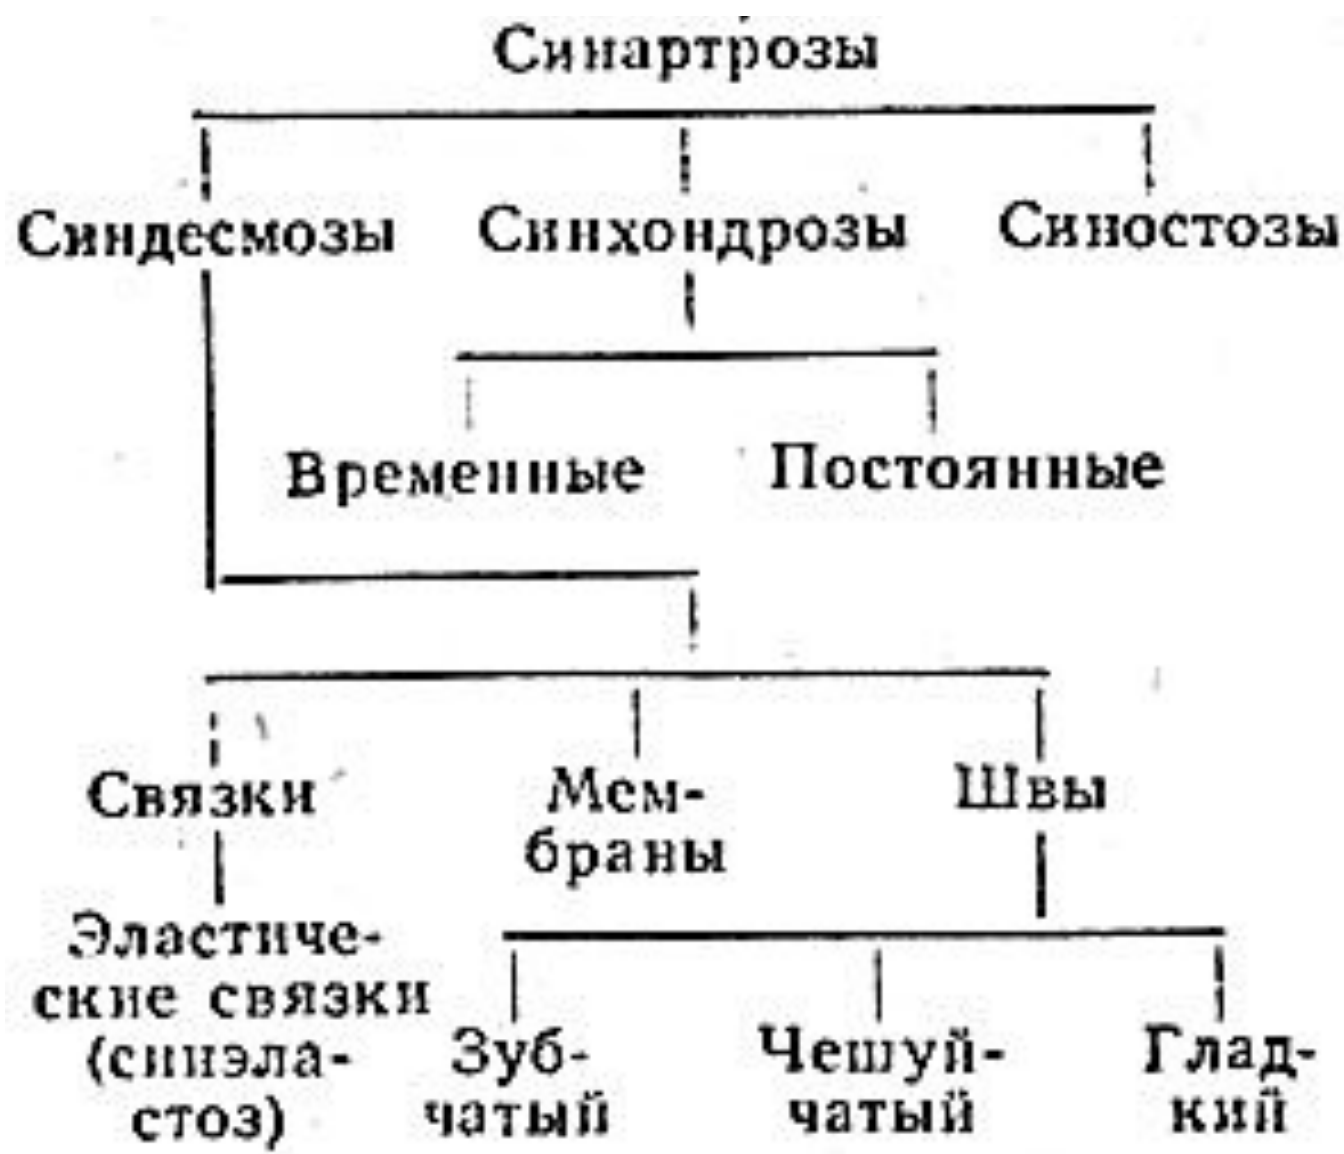 Синартрозы
Синдесмозы Синхондрозы Синостозы
Временные Постоянные
Связки Мем-
браны Швы
Эластиче-
ские связки
(синэла-
стоз) Зуб-
чатый Чешуй-
чатый Глад-
кий